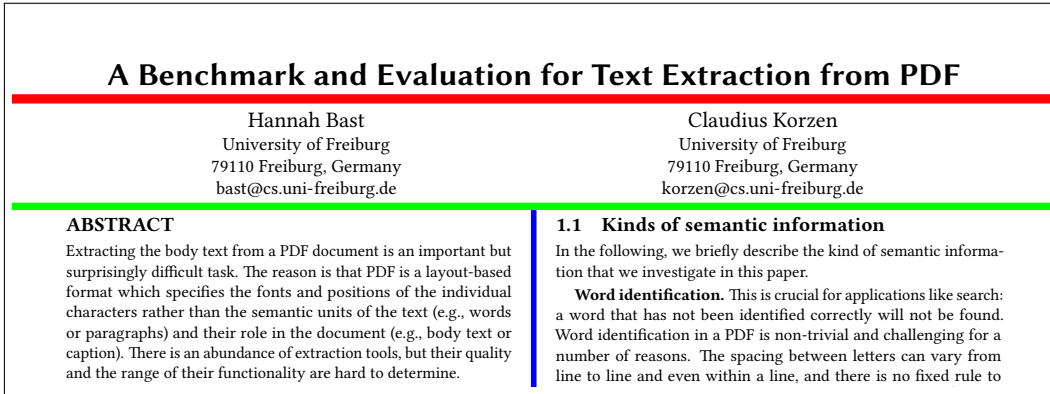 A Benchmark and Evaluation for Text Extraction from PDF
Hannah Bast
University of Freiburg
79110 Freiburg, Germany
bast@cs.uni-freiburg.de
Claudius Korzen
University of Freiburg
79110 Freiburg, Germany
korzen@cs.uni-freiburg.de
ABSTRACT
Extracting the body text from a PDF document is an important but
surprisingly difficult task. The reason is that PDF is a layout-based
format which specifies the fonts and positions of the individual
characters rather than the semantic units of the text (e.g., words
or paragraphs) and their role in the document (e.g., body text or
caption). There is an abundance of extraction tools, but their quality
and the range of their functionality are hard to determine.
1.1 Kinds of semantic information
In the following, we briefly describe the kind of semantic informa-
tion that we investigate in this paper.
Word identification. This is crucial for applications like search:
a word that has not been identified correctly will not be found.
Word identification in a PDF is non-trivial and challenging for a
number of reasons. The spacing between letters can vary from
line to line and even within a line, and there is no fixed rule to